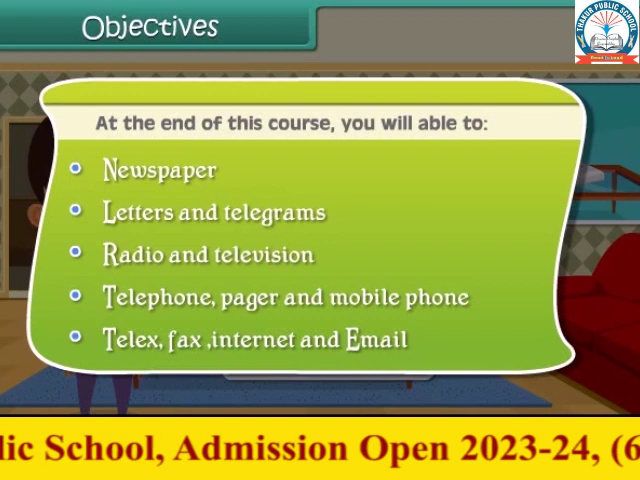 Objectives
THAKUR PUBLIC SCHOOL
At the end of this course, you will able to:
Newspaper
Letters and telegrams
Radio and television
Telephone, pager and mobile phone
Telex, fax ,internet and Email
lic School, Admission Open 2023-24, (6